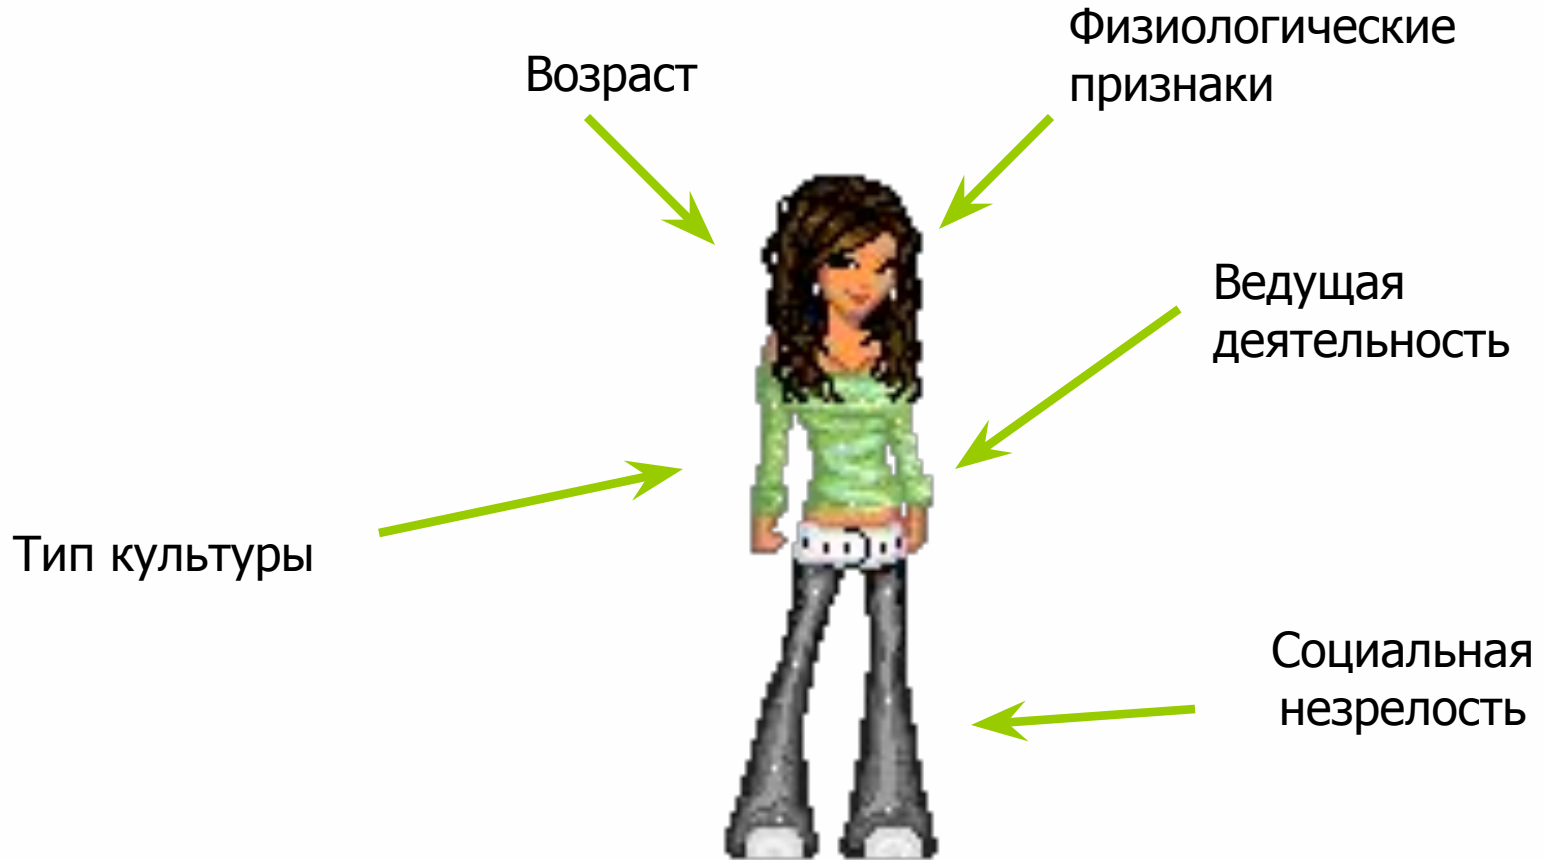 Возраст
Физиологические
признаки
Ведущая
деятельность
Тип культуры
Социальная
незрелость